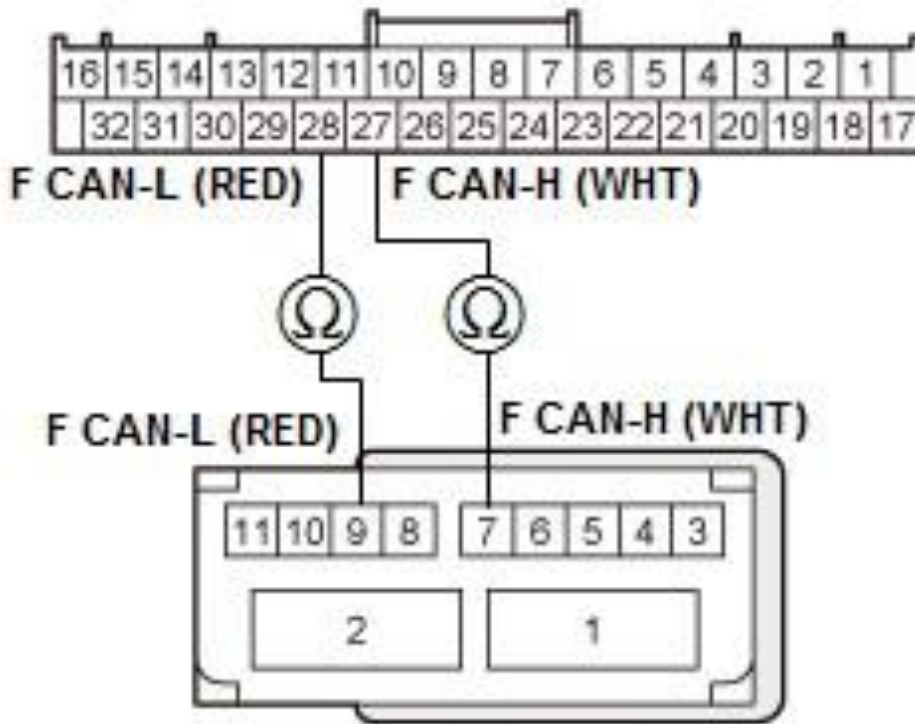 16 15 14 13 12 11 10 9 8 7 6 5 4 3 2 1
32 31 30 29 28 27 26 25 24 23 22 21 20 19 18 17
F CAN-L (RED) F CAN-H (WHT)
Ω Ω
F CAN-L (RED) F CAN-H (WHT)
11 10 9 8 7 6 5 4 3
2 1